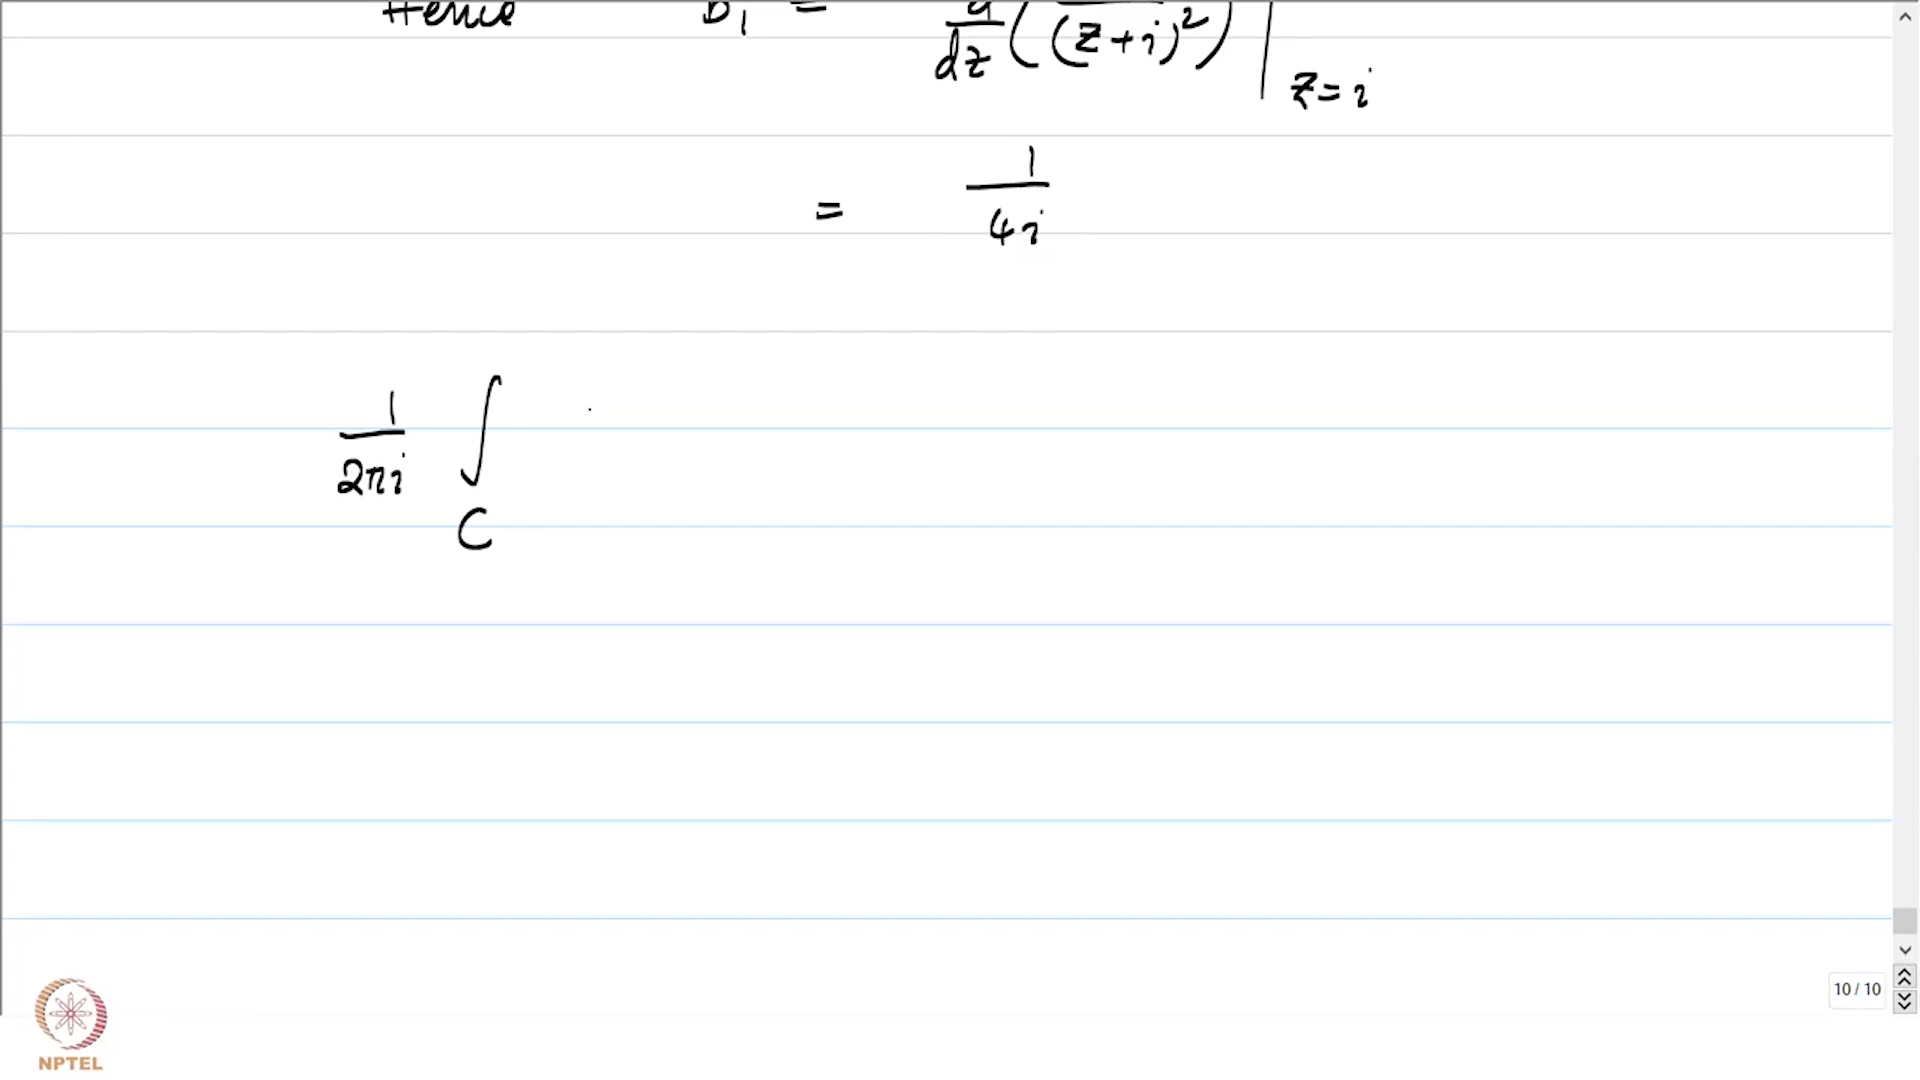 Hence b₁ = d/dz ( / (z+i)²) | z=i
= 1/4i
1/2πi ∫ C
10 / 10
NPTEL